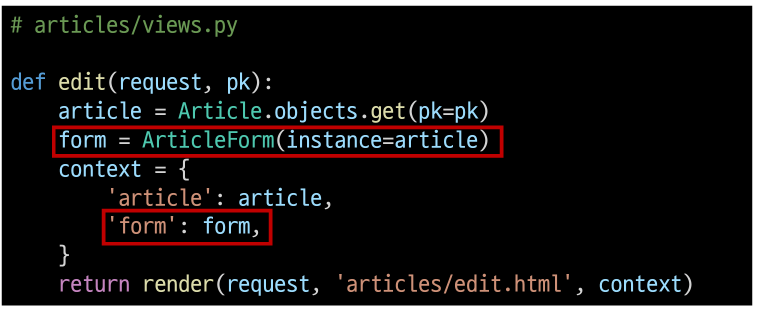 # articles/views.py
def edit(request, pk):
    article = Article.objects.get(pk=pk)
    form = ArticleForm(instance=article)
    context = {
        'article': article,
        'form': form,
    }
    return render(request, 'articles/edit.html', context)